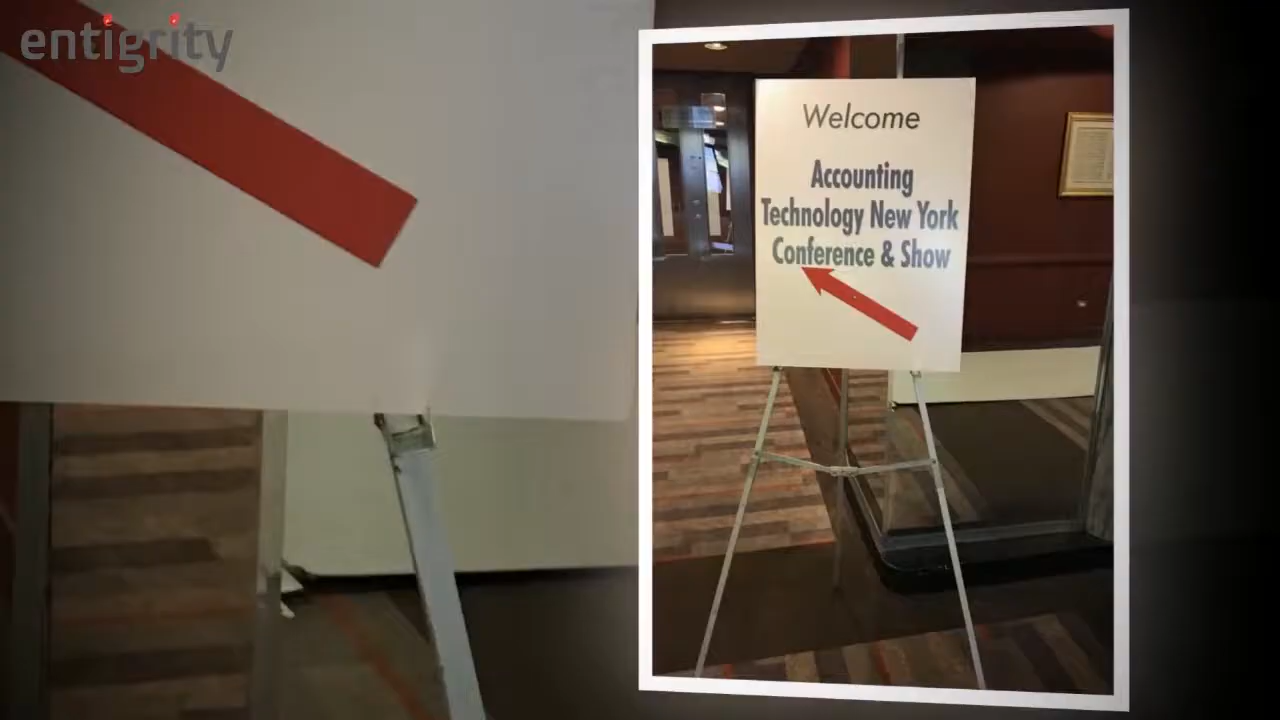 entigrity
Welcome
Accounting
Technology New York
Conference & Show